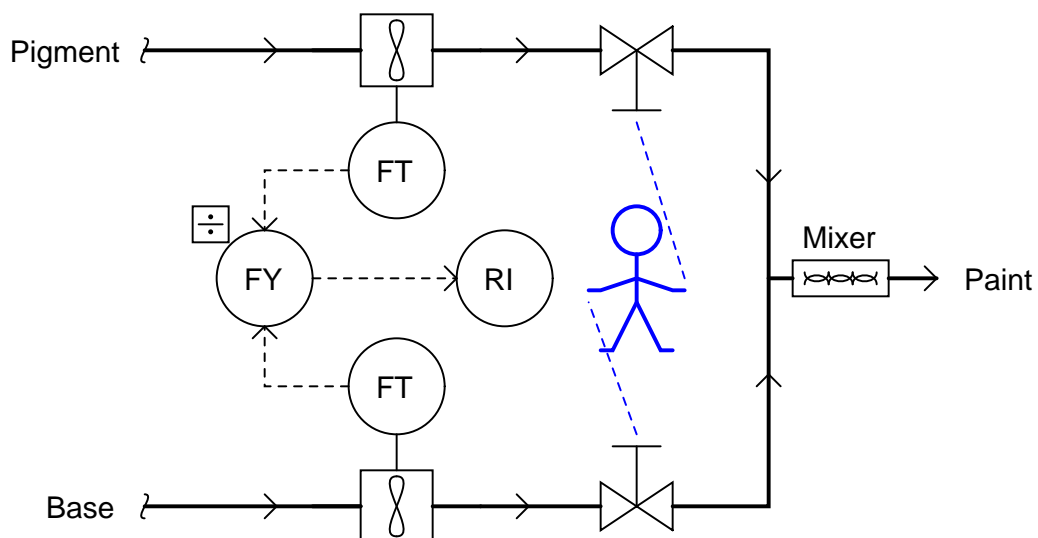 Pigment
FT
÷
FY
RI
Mixer
Paint
FT
Base